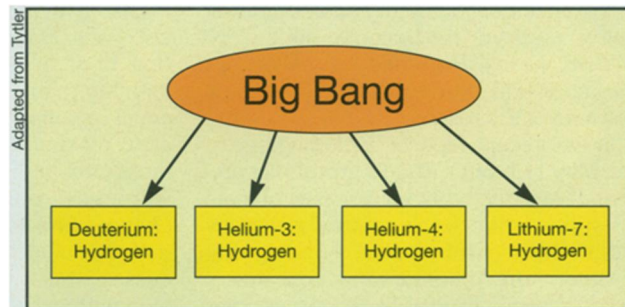 Adapted from Tytler
Big Bang
Deuterium:
Hydrogen
Helium-3:
Hydrogen
Helium-4:
Hydrogen
Lithium-7:
Hydrogen